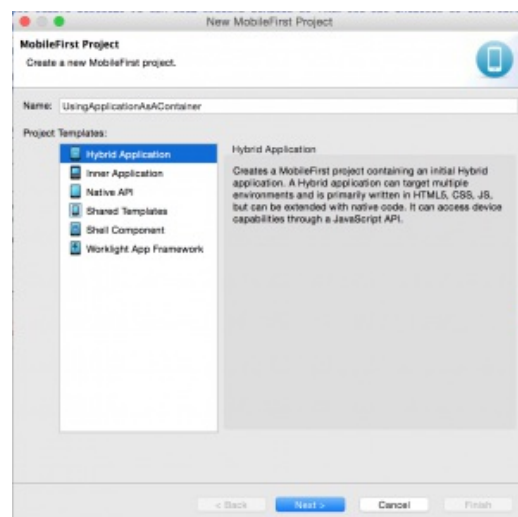 New MobileFirst Project
MobileFirst Project
Create a new MobileFirst project.
Name: UsingApplicationAsAContainer
Project Templates:
Hybrid Application
Inner Application
Native API
Shared Templates
Shell Component
Worklight App Framework
Hybrid Application
Creates a MobileFirst project containing an initial Hybrid
application. A Hybrid application can target multiple
environments and is primarily written in HTML5, CSS, JS,
but can be extended with native code. It can access device
capabilities through a JavaScript API.
< Back
Next >
Cancel
Finish